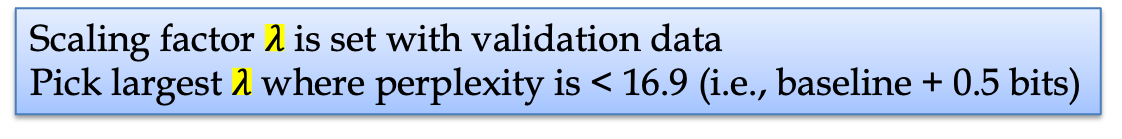 Scaling factor λ is set with validation data
Pick largest λ where perplexity is < 16.9 (i.e., baseline + 0.5 bits)